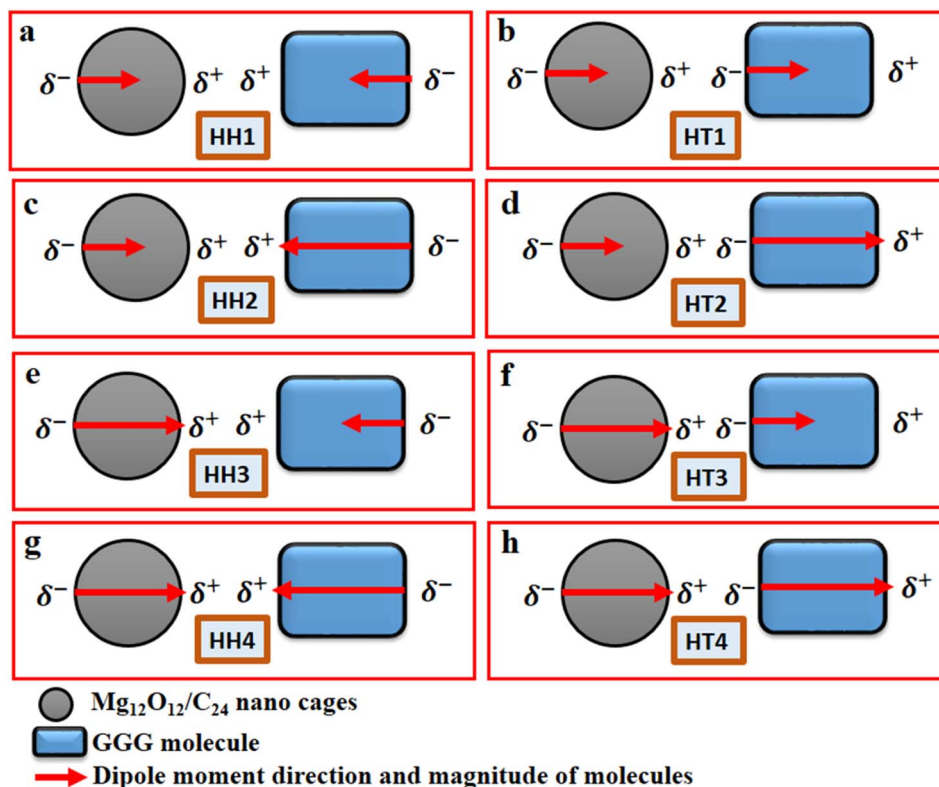 a
δ⁻ δ⁺ δ⁺ δ⁻
HH1
b
δ⁻ δ⁺ δ⁻ δ⁺
HT1
c
δ⁻ δ⁺ δ⁺ δ⁻
HH2
d
δ⁻ δ⁺ δ⁻ δ⁺
HT2
e
δ⁻ δ⁺ δ⁺ δ⁻
HH3
f
δ⁻ δ⁺ δ⁻ δ⁺
HT3
g
δ⁻ δ⁺ δ⁺ δ⁻
HH4
h
δ⁻ δ⁺ δ⁻ δ⁺
HT4
Mg₁₂O₁₂/C₂₄ nano cages
GGG molecule
Dipole moment direction and magnitude of molecules